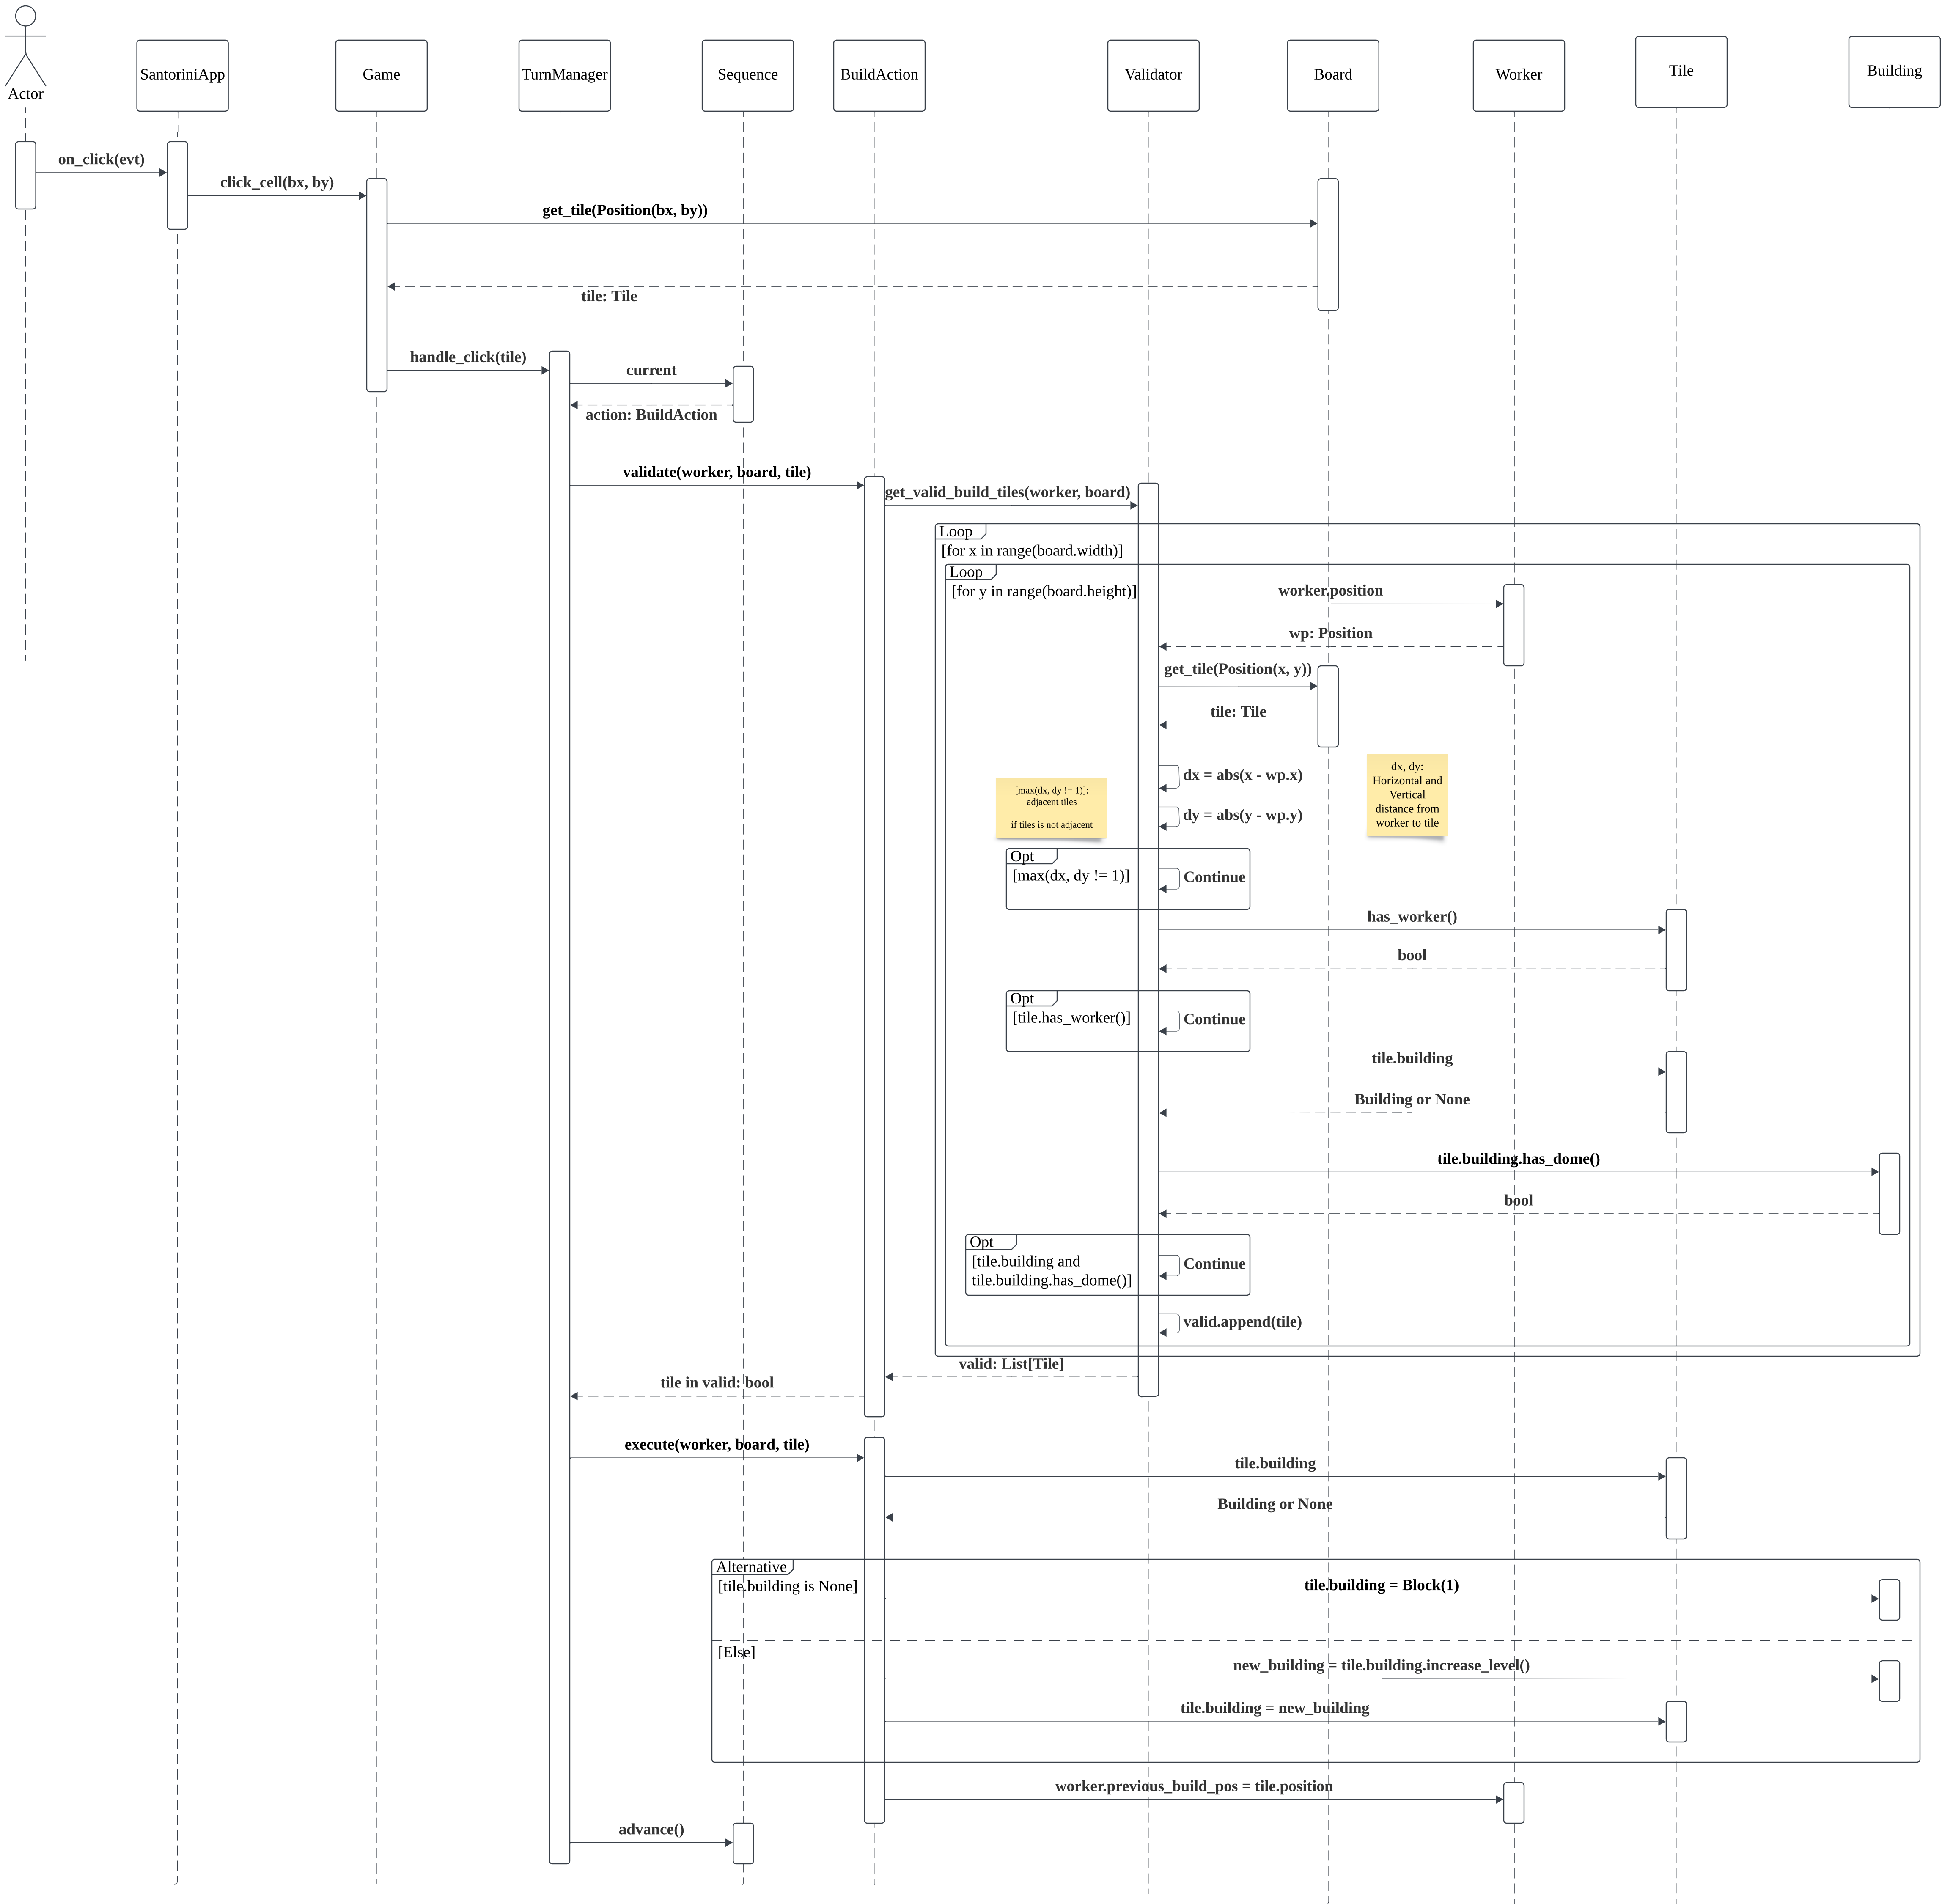 Actor
SantoriniApp
Game
TurnManager
Sequence
BuildAction
Validator
Board
Worker
Tile
Building
on_click(evt)
click_cell(bx, by)
get_tile(Position(bx, by))
tile: Tile
handle_click(tile)
current
action: BuildAction
validate(worker, board, tile)
get_valid_build_tiles(worker, board)
Loop
[for x in range(board.width)]
Loop
[for y in range(board.height)]
worker.position
wp: Position
get_tile(Position(x, y))
tile: Tile
dx = abs(x - wp.x)
dx, dy:
Horizontal and
Vertical
distance from
worker to tile
[max(dx, dy != 1)]:
adjacent tiles
if tiles is not adjacent
dy = abs(y - wp.y)
Opt
[max(dx, dy != 1)]
Continue
has_worker()
bool
Opt
[tile.has_worker()]
Continue
tile.building
Building or None
tile.building.has_dome()
bool
Opt
[tile.building and
tile.building.has_dome()]
Continue
valid.append(tile)
valid: List[Tile]
tile in valid: bool
execute(worker, board, tile)
tile.building
Building or None
Alternative
[tile.building is None]
tile.building = Block(1)
[Else]
new_building = tile.building.increase_level()
tile.building = new_building
worker.previous_build_pos = tile.position
advance()